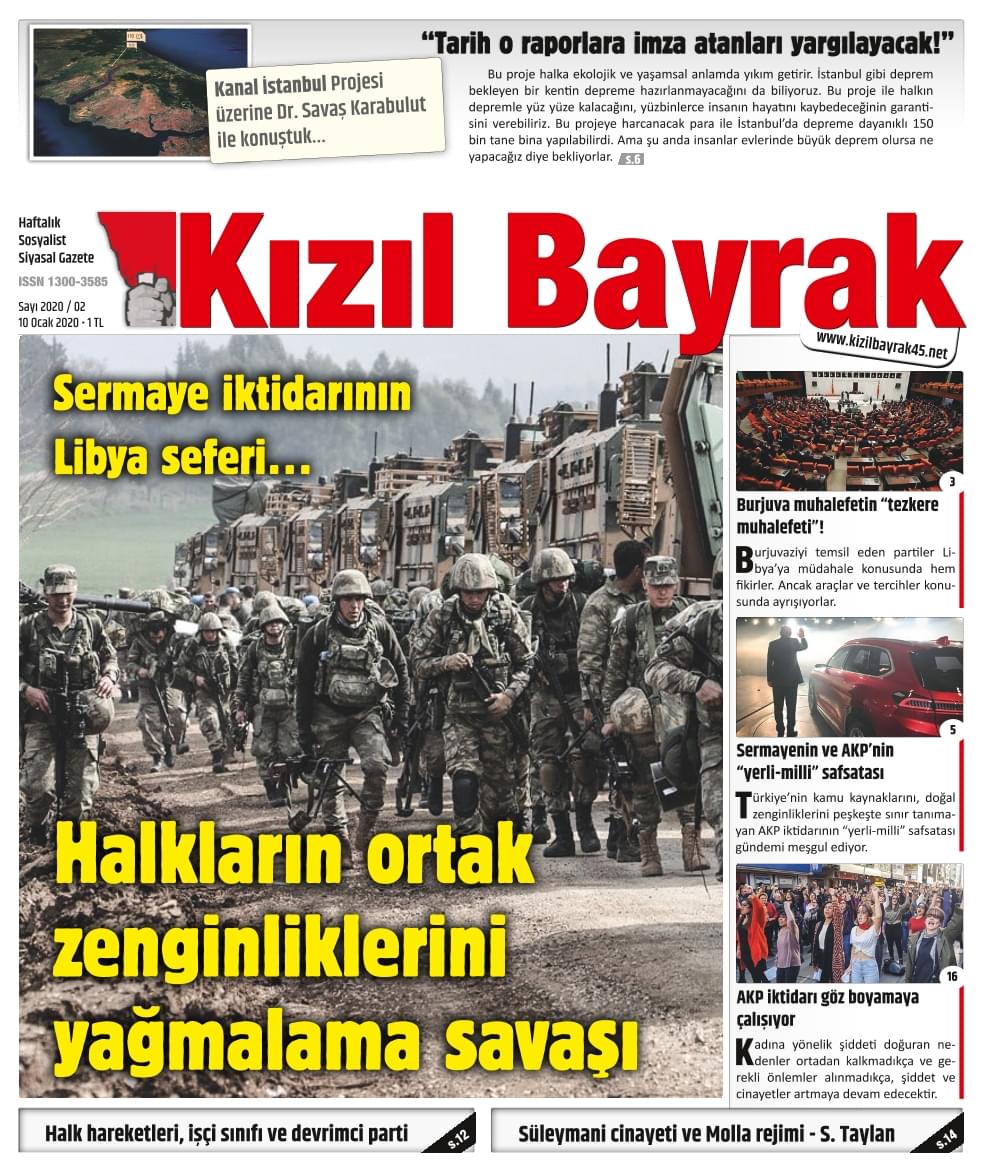 “Tarih o raporlara imza atanları yargılayacak!”
Kanal İstanbul Projesi
üzerine Dr. Savaş Karabulut
ile konuştuk...
Bu proje halka ekolojik ve yaşamsal anlamda yıkım getirir. İstanbul gibi deprem
bekleyen bir kentin depreme hazırlanmayacağını da biliyoruz. Bu proje ile halkın
depremle yüz yüze kalacağını, yüzbinlerce insanın hayatını kaybedeceğinin garanti-
sini verebiliriz. Bu projeye harcanacak para ile İstanbul’da depreme dayanıklı 150
bin tane bina yapılabilirdi. Ama şu anda insanlar evlerinde büyük deprem olursa ne
yapacağız diye bekliyorlar. s.6
Haftalık
Sosyalist
Siyasal Gazete
ISSN 1300-3585
Sayı 2020 / 02
10 Ocak 2020 • 1 TL
Kızıl Bayrak
www.kizilbayrak45.net
Sermaye iktidarının
Libya seferi...
Halkların ortak
zenginliklerini
yağmalama savaşı
3
Burjuva muhalefetin “tezkere
muhalefeti”!
Burjuvaziyi temsil eden partiler Li-
bya’ya müdahale konusunda hem
fikirler. Ancak araçlar ve tercihler konu-
sunda ayrışıyorlar.
5
Sermayenin ve AKP’nin
“yerli-milli” safsatası
Türkiye’nin kamu kaynaklarını, doğal
zenginliklerini peşkeşte sınır tanıma-
yan AKP iktidarının “yerli-milli” safsatası
gündemi meşgul ediyor.
16
AKP iktidarı göz boyamaya
çalışıyor
Kadına yönelik şiddeti doğuran ne-
denler ortadan kalkmadıkça ve ge-
rekli önlemler alınmadıkça, şiddet ve
cinayetler artmaya devam edecektir.
Halk hareketleri, işçi sınıfı ve devrimci parti s.12
Süleymani cinayeti ve Molla rejimi - S. Taylan s.14